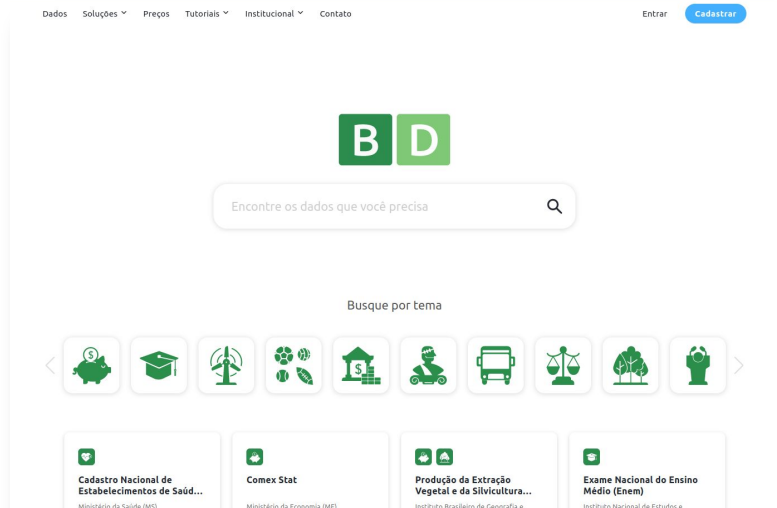 Dados Soluções Preços Tutoriais Institucional Contato Entrar Cadastrar
B D
Encontre os dados que você precisa
Busque por tema
$
$
Cadastro Nacional de
Estabelecimentos de Saúd...
Ministério da Saúde (MS)
Comex Stat
Ministério da Economia (ME)
Produção da Extração
Vegetal e da Silvicultura...
Instituto Brasileiro de Geografia e
Exame Nacional do Ensino
Médio (Enem)
Instituto Nacional de Estudos e